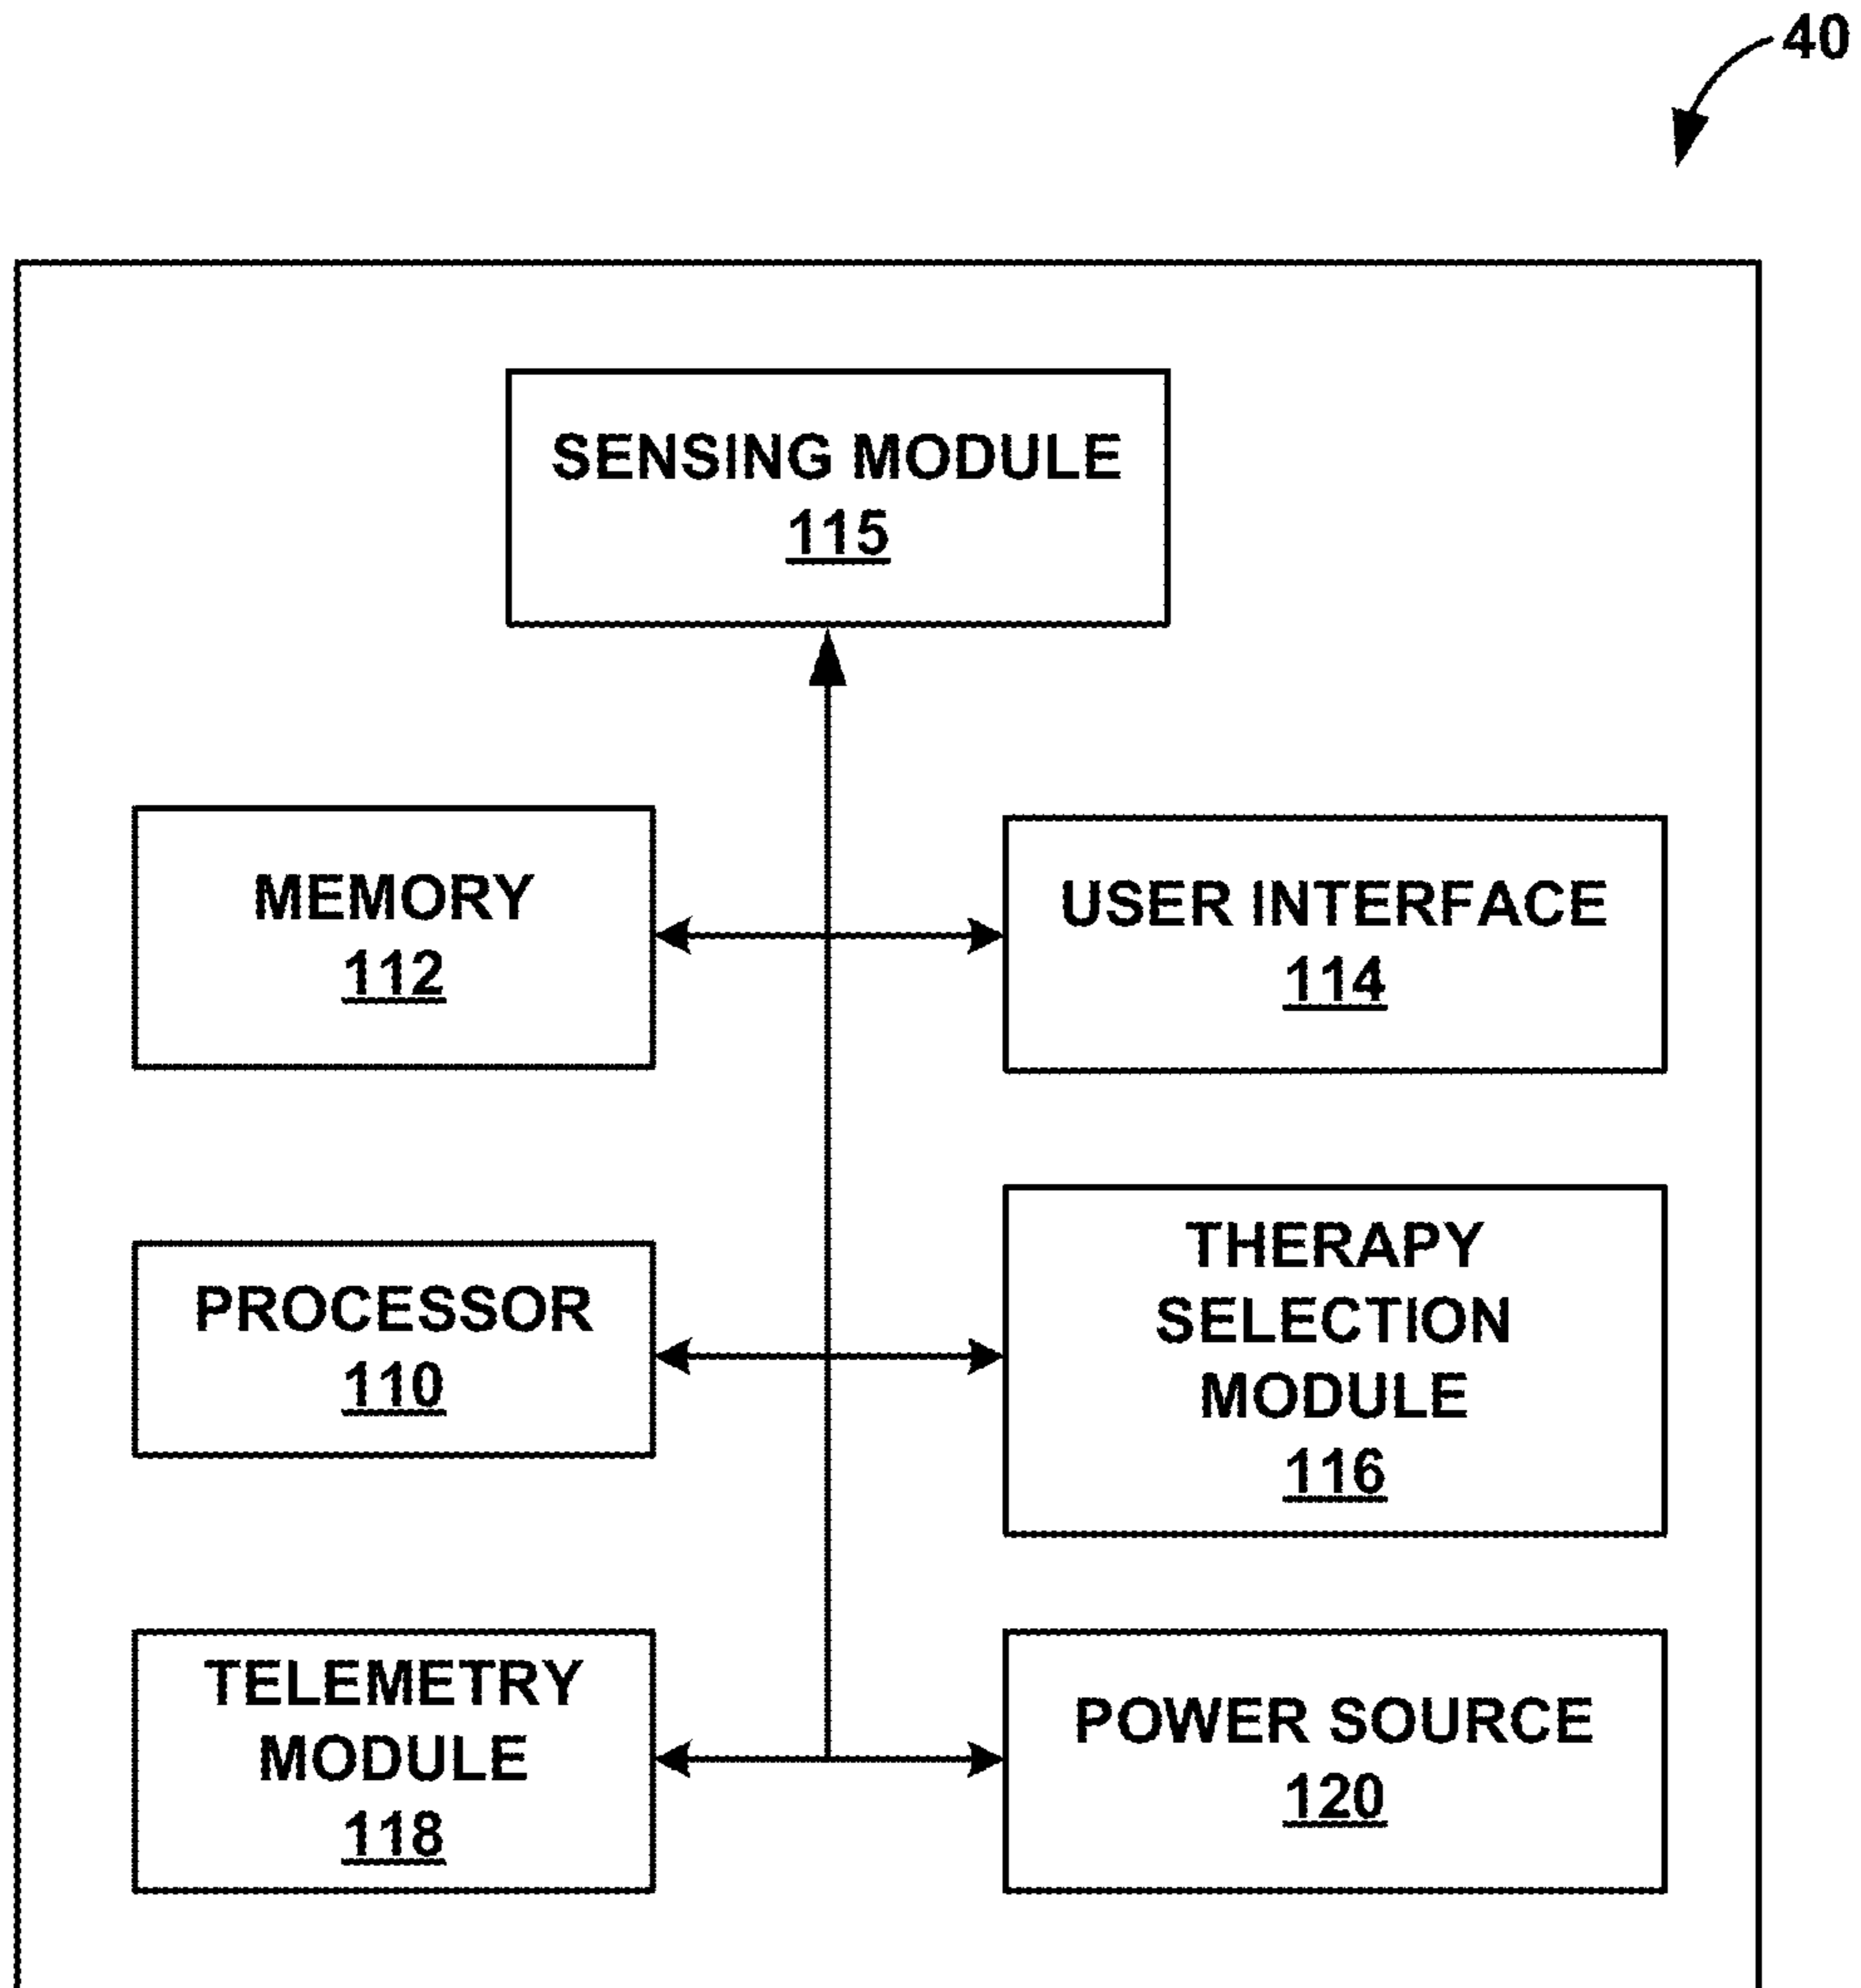 40
SENSING MODULE
115
MEMORY
112
USER INTERFACE
114
PROCESSOR
110
THERAPY
SELECTION
MODULE
116
TELEMETRY
MODULE
118
POWER SOURCE
120